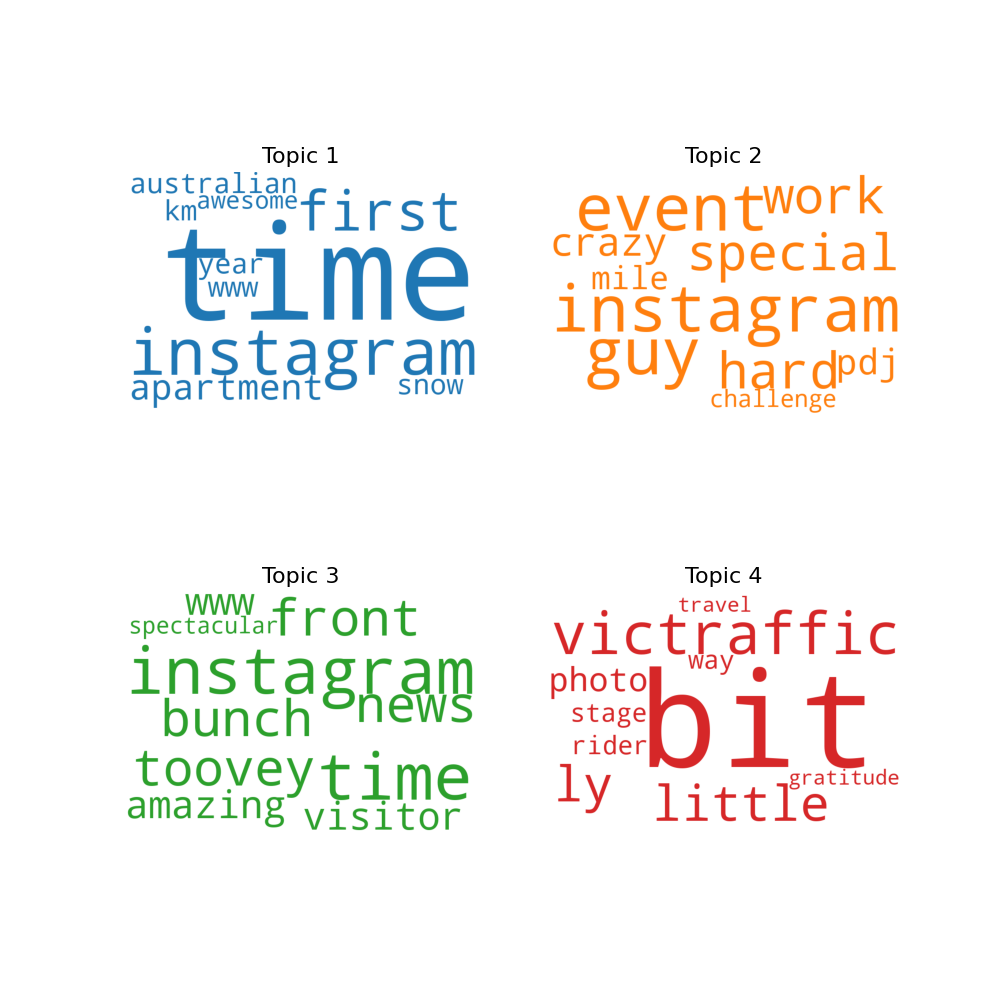 Topic 1
australian
km awesome first
time
year
www
instagram
apartment snow
Topic 2
event work
crazy special
mile
instagram
guy hard pdj
challenge
Topic 3
www front
spectacular
instagram
bunch news
toovey time
amazing visitor
Topic 4
travel
victraffic
way
photo bit
stage
rider
ly little gratitude